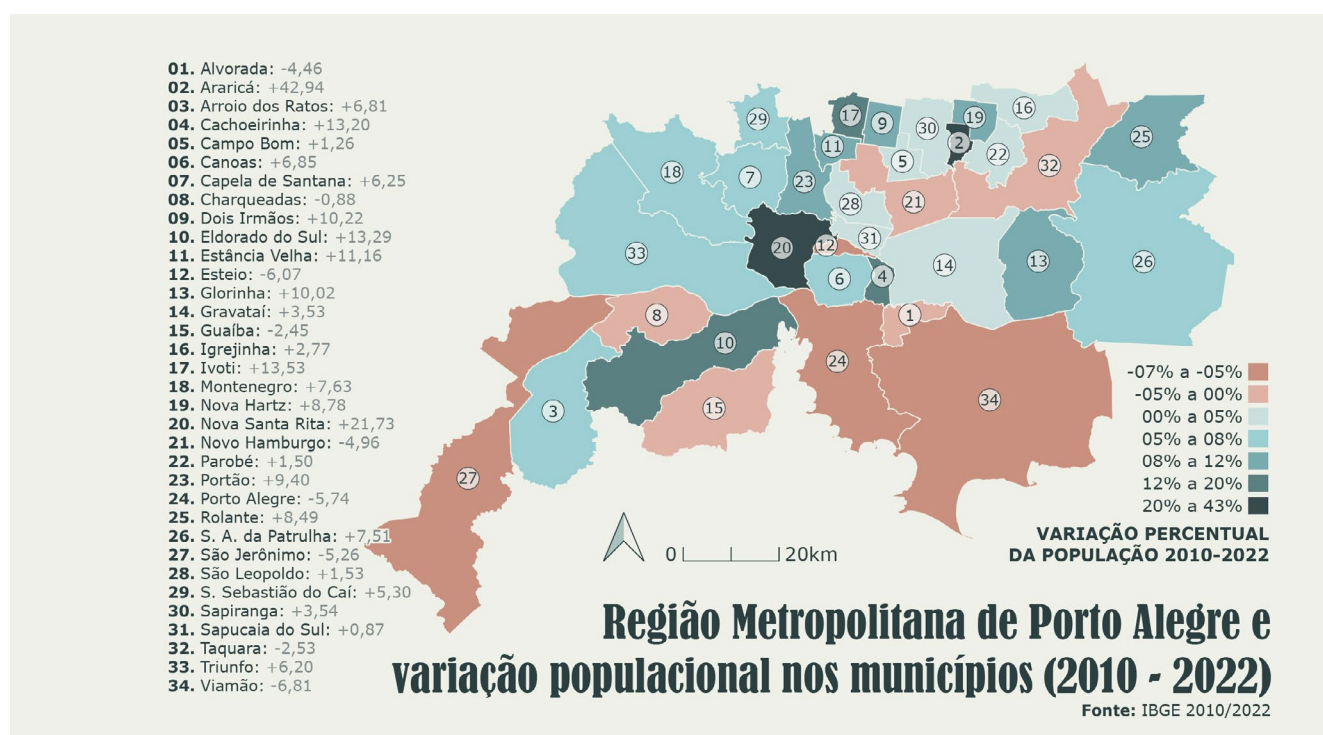 01. Alvorada: -4,46
02. Araricá: +42,94
03. Arroio dos Ratos: +6,81
04. Cachoeirinha: +13,20
05. Campo Bom: +1,26
06. Canoas: +6,85
07. Capela de Santana: +6,25
08. Charqueadas: -0,88
09. Dois Irmãos: +10,22
10. Eldorado do Sul: +13,29
11. Estância Velha: +11,16
12. Esteio: -6,07
13. Glorinha: +10,02
14. Gravataí: +3,53
15. Guaíba: -2,45
16. Igrejinha: +2,77
17. Ivoti: +13,53
18. Montenegro: +7,63
19. Nova Hartz: +8,78
20. Nova Santa Rita: +21,73
21. Novo Hamburgo: -4,96
22. Parobé: +1,50
23. Portão: +9,40
24. Porto Alegre: -5,74
25. Rolante: +8,49
26. S. A. da Patrulha: +7,51
27. São Jerônimo: -5,26
28. São Leopoldo: +1,53
29. S. Sebastião do Caí: +5,30
30. Sapiranga: +3,54
31. Sapucaia do Sul: +0,87
32. Taquara: -2,53
33. Triunfo: +6,20
34. Viamão: -6,81
16
17
29
9
19
30
25
11
2
5
22
32
18
7
23
28
21
31
20
12
33
13
26
14
4
6
8
1
10
24
34
15
3
27
-07% a -05%
-05% a 00%
00% a 05%
05% a 08%
08% a 12%
12% a 20%
20% a 43%
VARIAÇÃO PERCENTUAL
DA POPULAÇÃO 2010-2022
0 20km
Região Metropolitana de Porto Alegre e
variação populacional nos municípios (2010 - 2022)
Fonte: IBGE 2010/2022